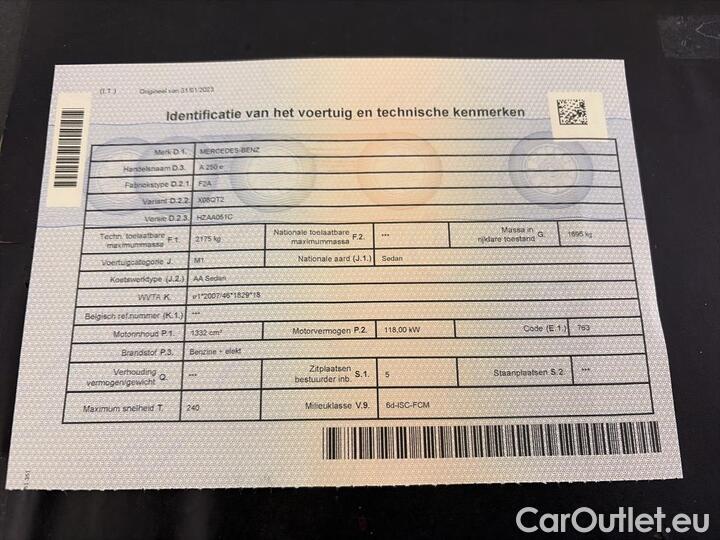 (I.T.) Origineel van 31/01/2023
Identificatie van het voertuig en technische kenmerken
Merk D.1. MERCEDES-BENZ
Handelsnaam D.3. A 250 e
Fabriekstype D.2.1. F2A
Variant D.2.2. X08QT2
Versie D.2.3. HZAA051C
Techn. toelaatbare maximummassa F.1. 2175 kg Nationale toelaatbare maximummassa F.2. *** Massa in rijklare toestand G. 1695 kg
Voertuigcategorie J. M1 Nationale aard (J.1.) Sedan
Koetswerktype (J.2.) AA Sedan
WVTA K. e1*2007/46*1829*18
Belgisch ref.nummer (K.1.) ***
Motorinhoud P.1. 1332 cm³ Motorvermogen P.2. 118,00 kW Code (E.1.) 763
Brandstof P.3. Benzine + elekt
Verhouding vermogen/gewicht Q. *** Zitplaatsen bestuurder inb. S.1. 5 Staanplaatsen S.2. ***
Maximum snelheid T. 240 Milieuklasse V.9. 6d-ISC-FCM
CarOutlet.eu